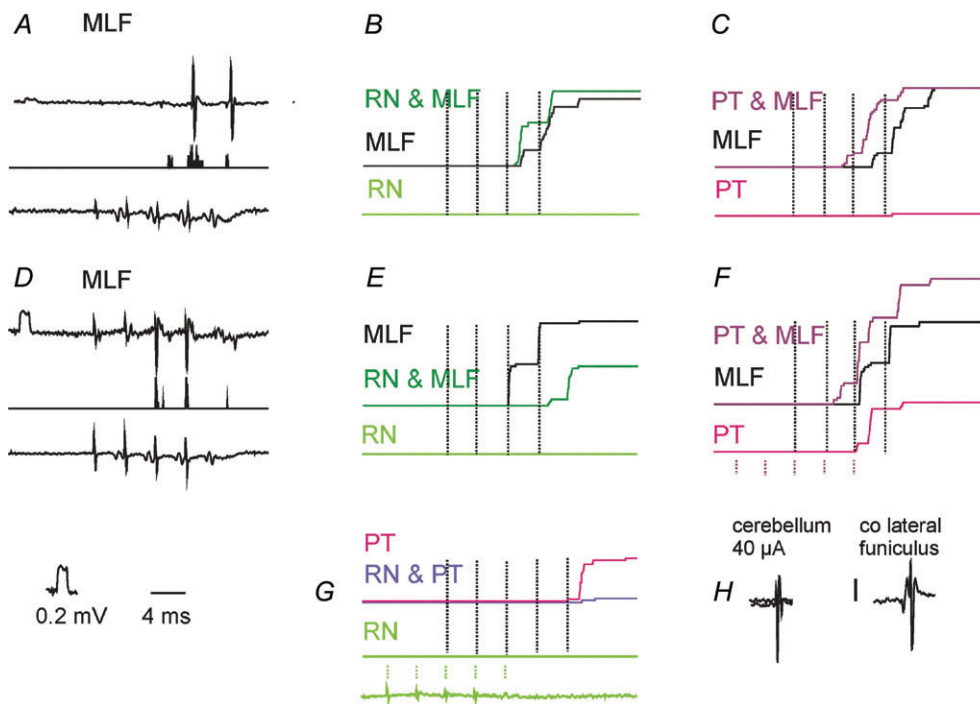 A MLF
B
RN & MLF
MLF
RN
C
PT & MLF
MLF
PT
D MLF
E
MLF
RN & MLF
RN
F
PT & MLF
MLF
PT
0.2 mV
4 ms
G
PT
RN & PT
RN
H
cerebellum
40 µA
I
co lateral
funiculus